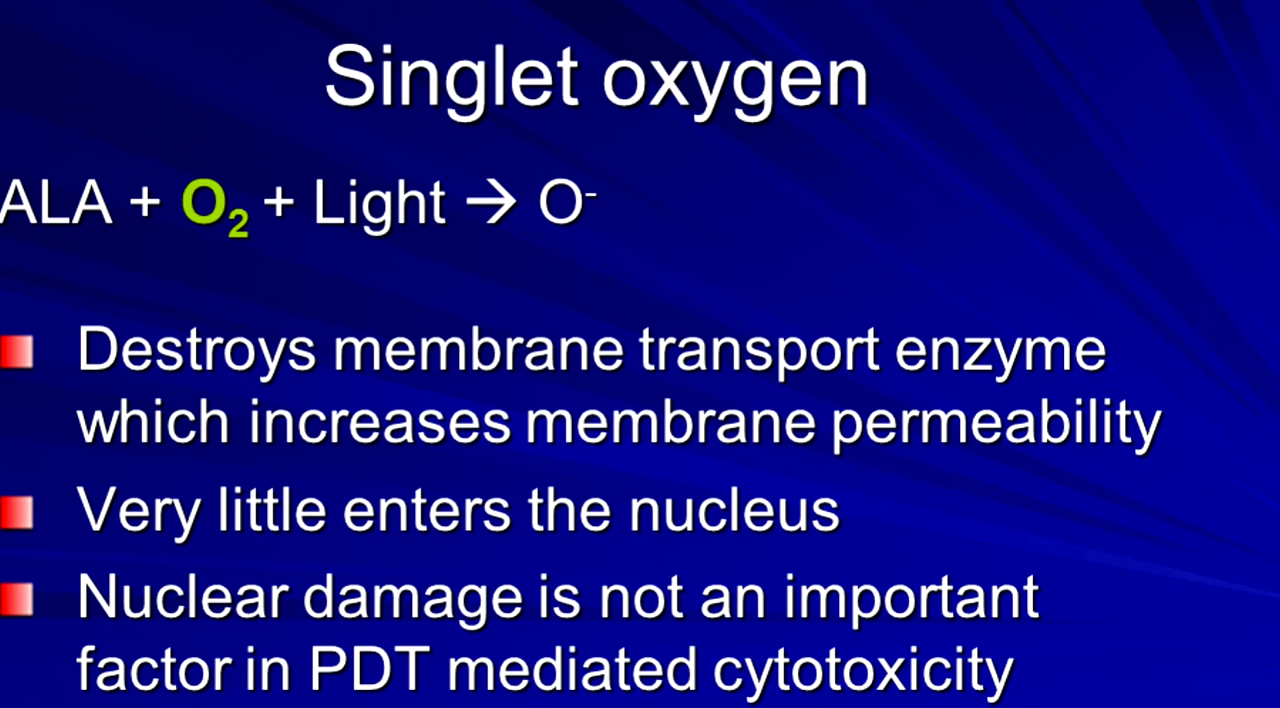 Singlet oxygen
ALA + O₂ + Light → O⁻
Destroys membrane transport enzyme
which increases membrane permeability
Very little enters the nucleus
Nuclear damage is not an important
factor in PDT mediated cytotoxicity